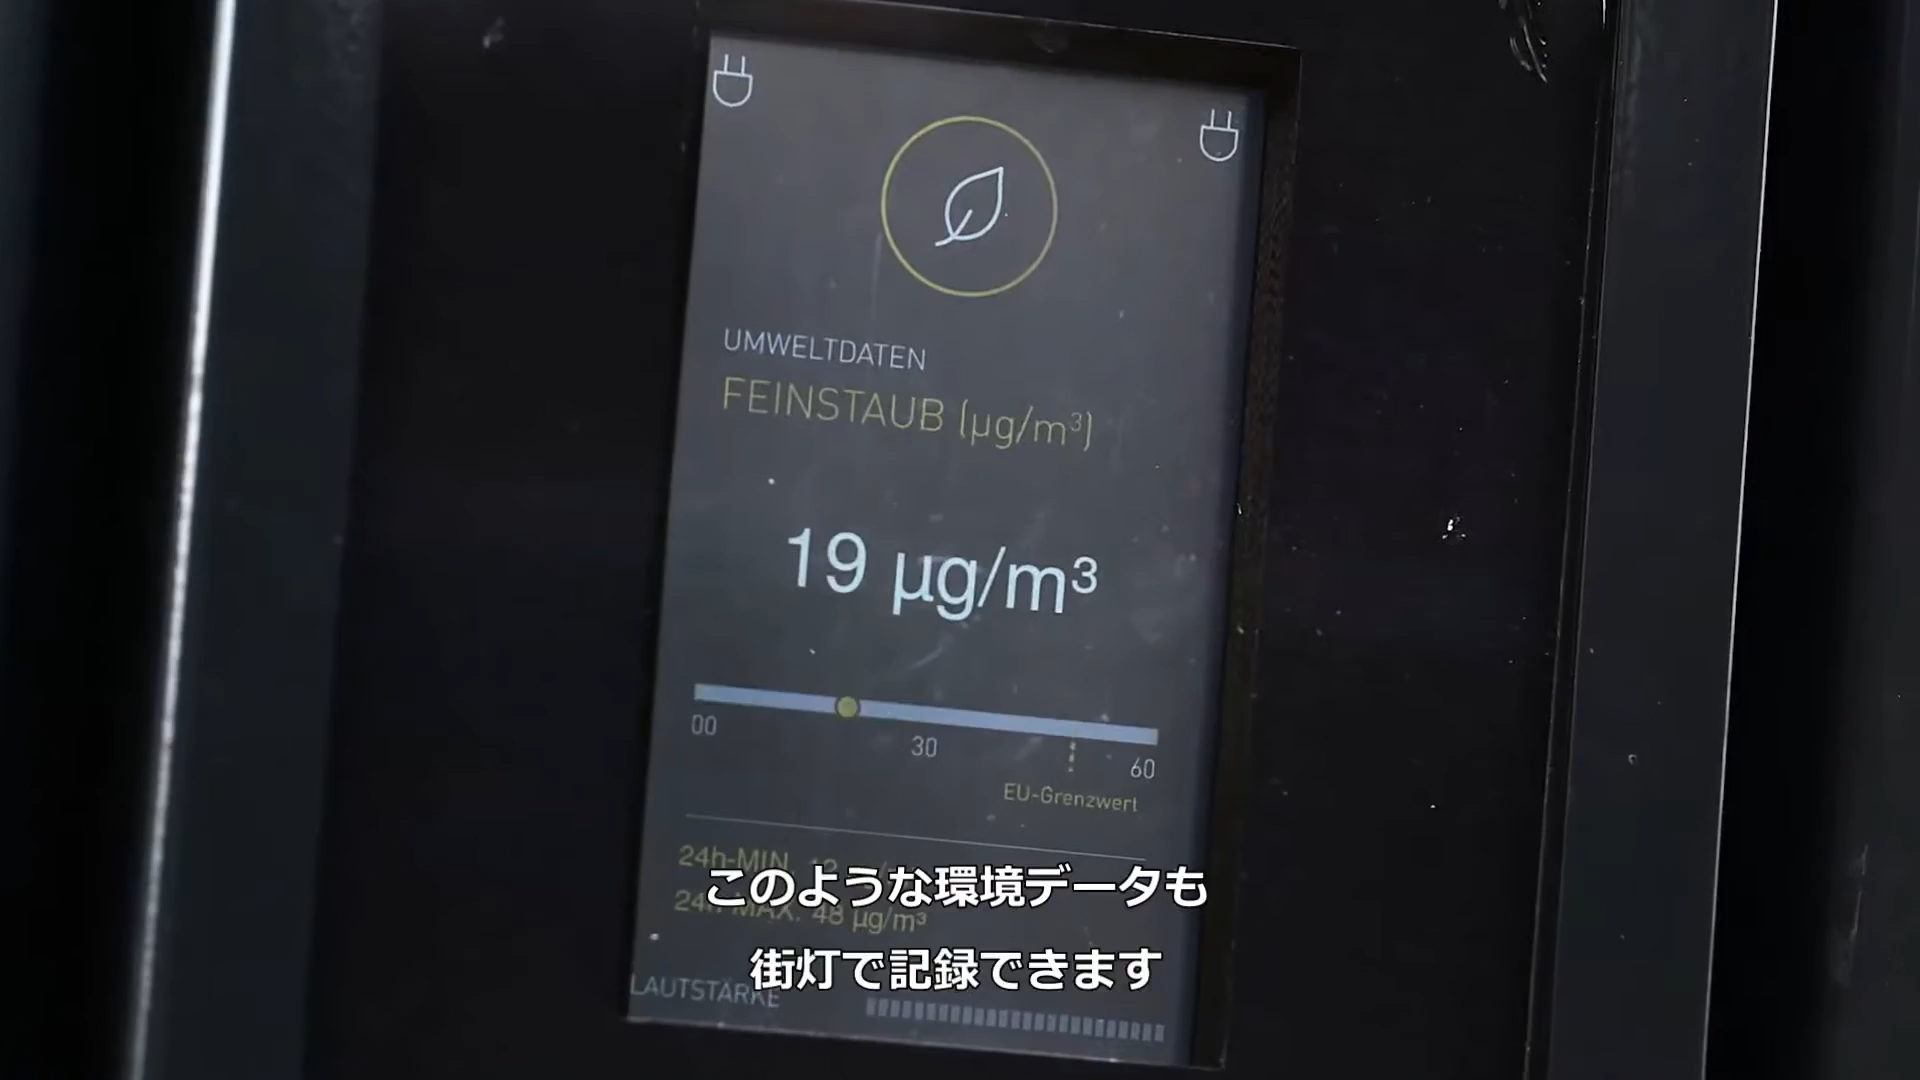 UMWELTDATEN
FEINSTAUB (µg/m³)
19 µg/m³
00
30
60
EU-Grenzwert
24h-MIN.
24h-MAX. 48 µg/m³
このような環境データも
街灯で記録できます
LAUTSTÄRKE